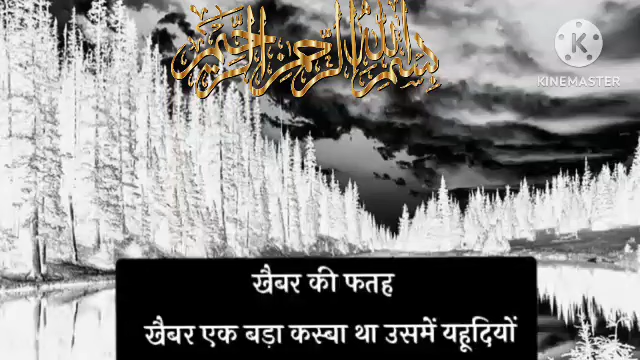 بسم الله الرحمن الرحيم
KINEMASTER
खैबर की फतह
खैबर एक बड़ा कस्बा था उसमें यहूदियों